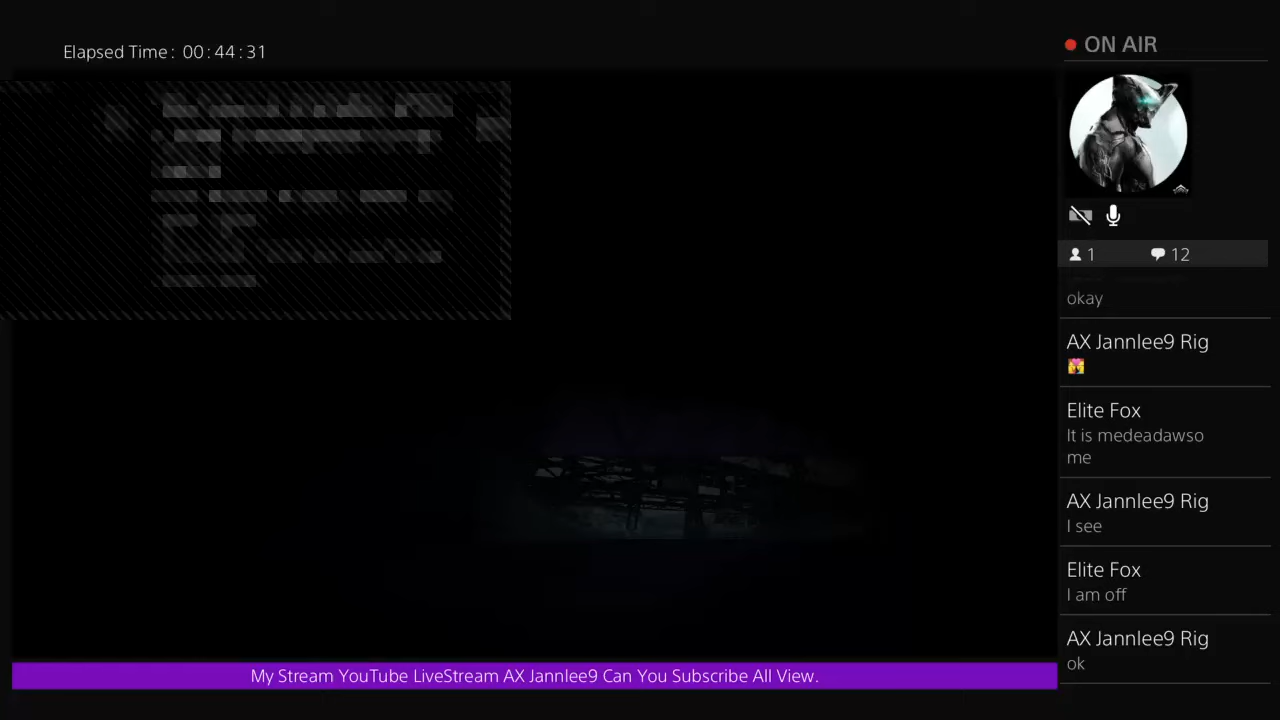 Elapsed Time: 00:44:31
ON AIR
1 12
okay
AX Jannlee9 Rig
Elite Fox
It is medeadawso
me
AX Jannlee9 Rig
I see
Elite Fox
I am off
AX Jannlee9 Rig
ok
My Stream YouTube LiveStream AX Jannlee9 Can You Subscribe All View.